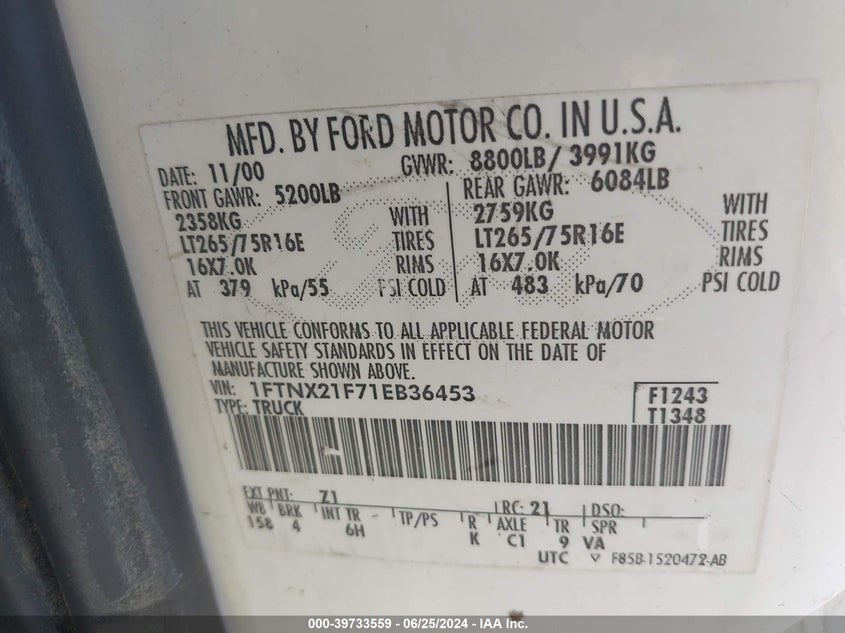 MFD. BY FORD MOTOR CO. IN U.S.A.
DATE: 11/00 GVWR: 8800LB/ 3991KG
FRONT GAWR: 5200LB REAR GAWR: 6084LB
2358KG WITH 2759KG WITH
LT265/75R16E TIRES LT265/75R16E TIRES
16X7.0K RIMS 16X7.0K RIMS
AT 379 kPa/55 PSI COLD AT 483 kPa/70 PSI COLD
THIS VEHICLE CONFORMS TO ALL APPLICABLE FEDERAL MOTOR
VEHICLE SAFETY STANDARDS IN EFFECT ON THE DATE OF
MANUFACTURE SHOWN ABOVE.
VIN: 1FTNX21F71EB36453 F1243
TYPE: TRUCK T1348
EXT PNT: Z1 RC: 21 DSO:
WB BRK INT TR TP/PS R AXLE TR SPR
158 4 6H K C1 9 VA
UTC ▽ F85B-1520472-AB
000-39733559 - 06/25/2024 - IAA Inc.